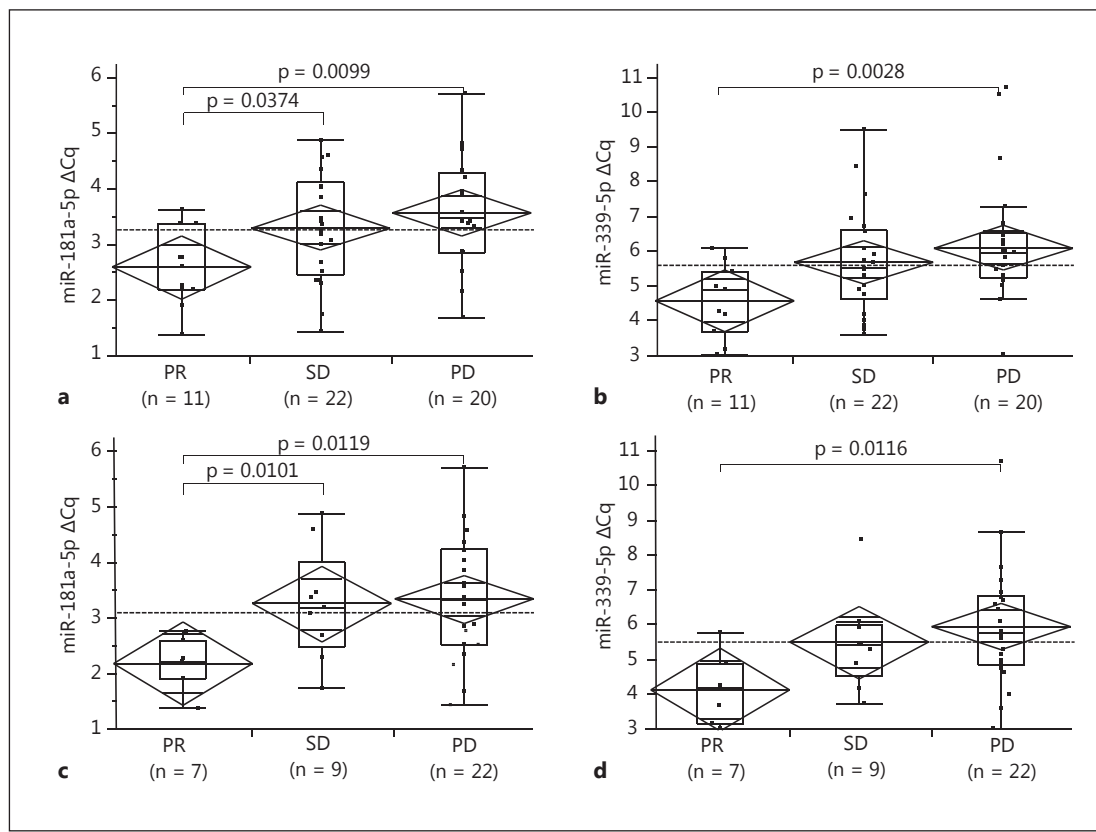 p = 0.0099
p = 0.0374
miR-181a-5p ΔCq
6
5
4
3
2
1
PR
SD
PD
(n = 11)
(n = 22)
(n = 20)
a
p = 0.0028
miR-339-5p ΔCq
11
10
9
8
7
6
5
4
3
PR
SD
PD
(n = 11)
(n = 22)
(n = 20)
b
p = 0.0119
p = 0.0101
miR-181a-5p ΔCq
6
5
4
3
2
1
PR
SD
PD
(n = 7)
(n = 9)
(n = 22)
c
p = 0.0116
miR-339-5p ΔCq
11
10
9
8
7
6
5
4
3
PR
SD
PD
(n = 7)
(n = 9)
(n = 22)
d